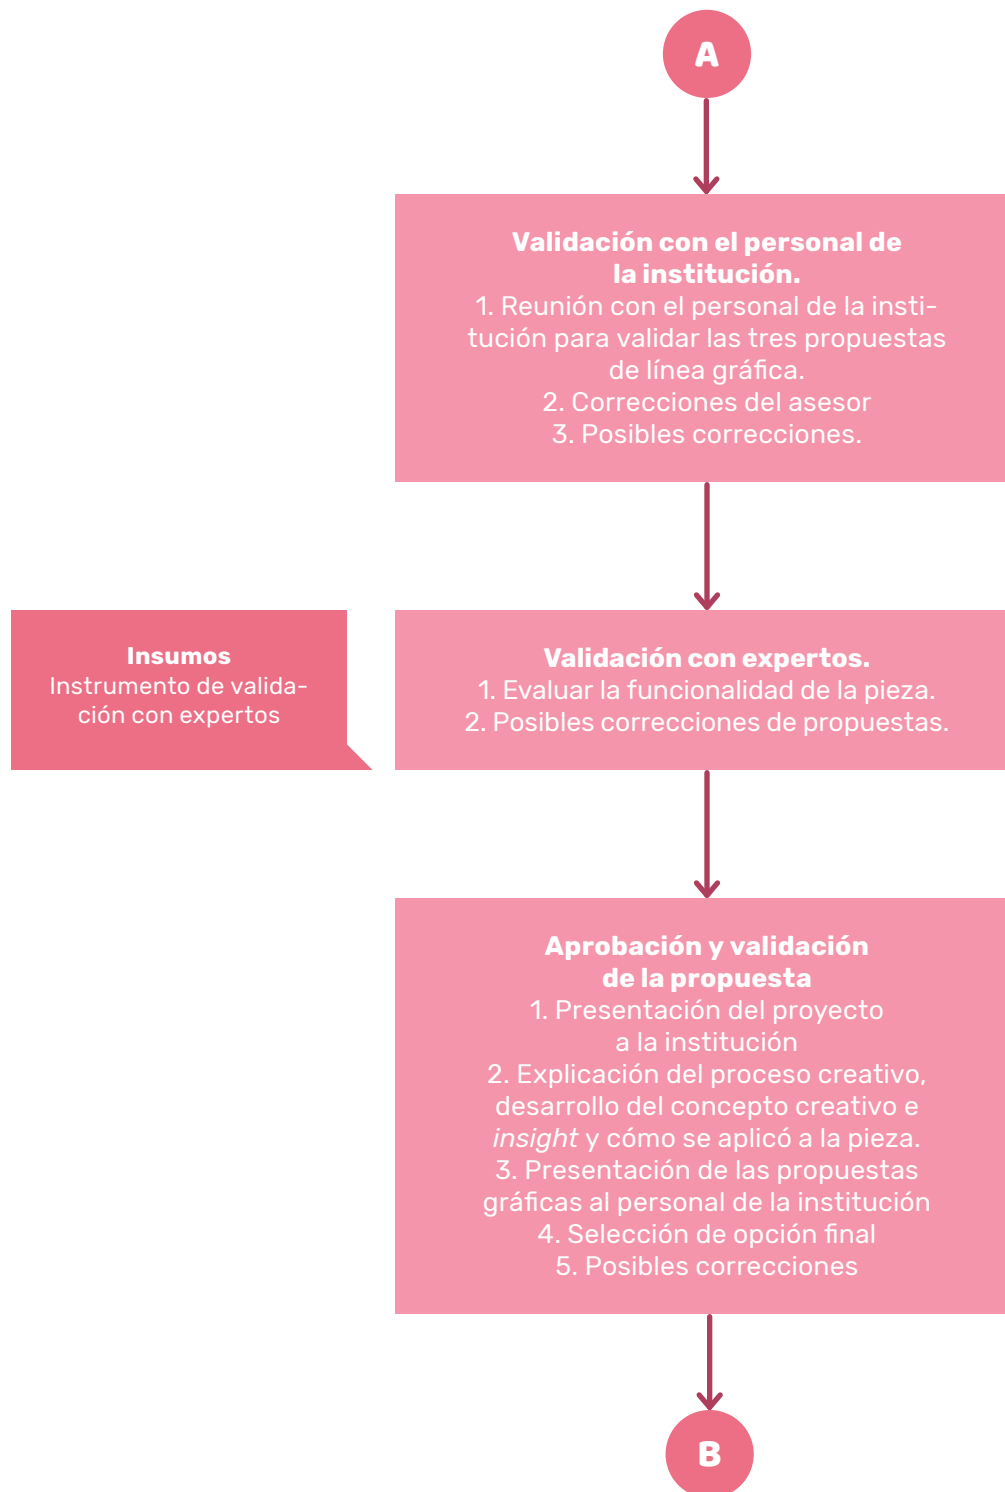 A
Validación con el personal de
la institución.
1. Reunión con el personal de la insti-
tución para validar las tres propuestas
de línea gráfica.
2. Correcciones del asesor
3. Posibles correcciones.
Insumos
Instrumento de valida-
ción con expertos
Validación con expertos.
1. Evaluar la funcionalidad de la pieza.
2. Posibles correcciones de propuestas.
Aprobación y validación
de la propuesta
1. Presentación del proyecto
a la institución
2. Explicación del proceso creativo,
desarrollo del concepto creativo e
insight y cómo se aplicó a la pieza.
3. Presentación de las propuestas
gráficas al personal de la institución
4. Selección de opción final
5. Posibles correcciones
B